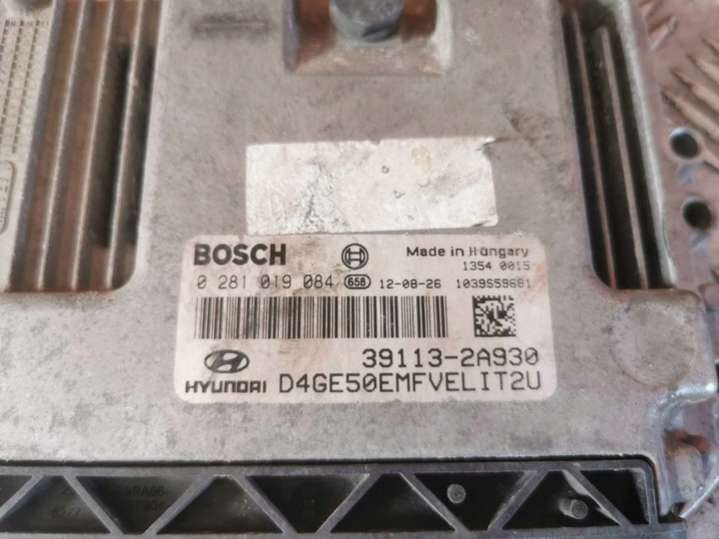 BOSCH
Made in Hungary
1354 0015
0 281 019 084 658 12-08-26 1039S59681
39113-2A930
HYUNDAI D4GE50EMFVELIT2U